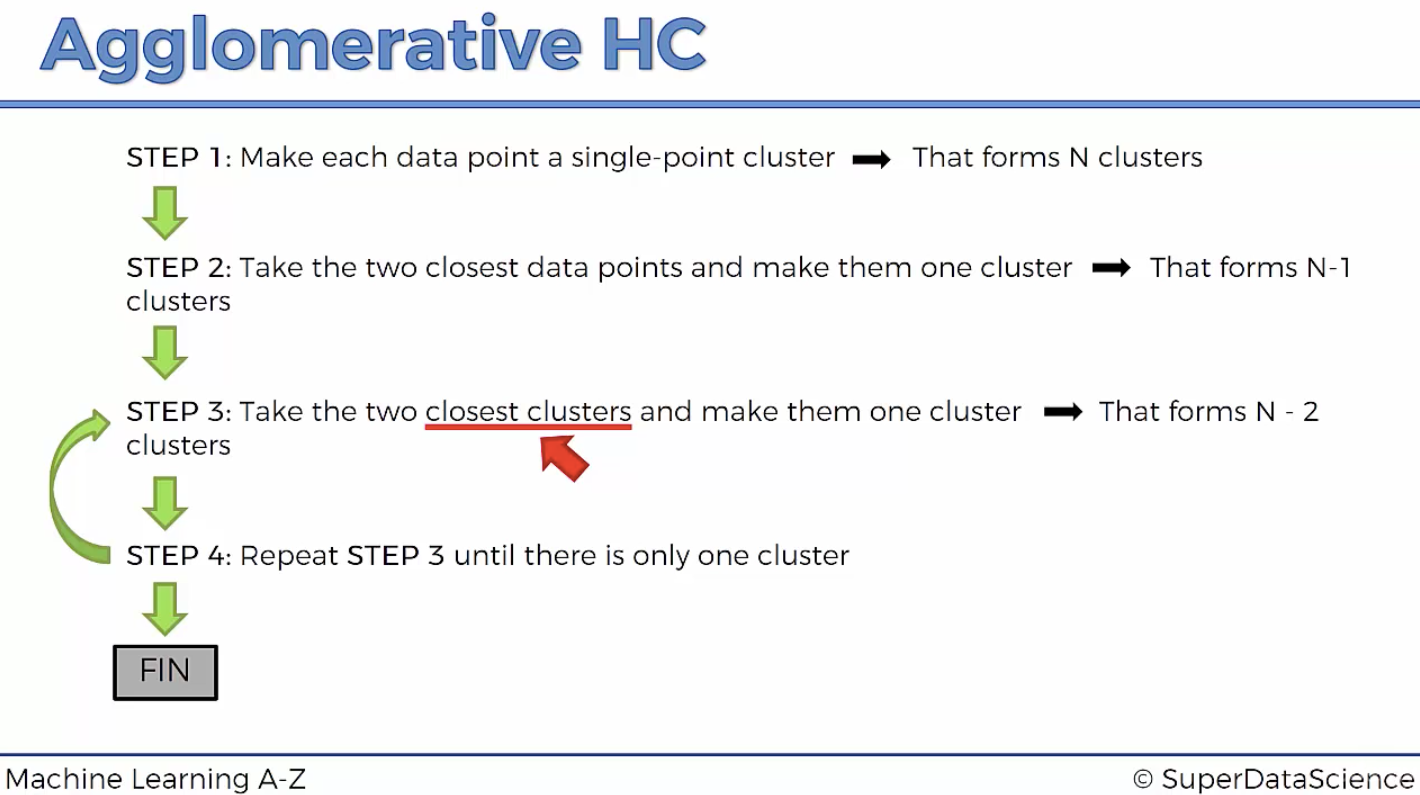 Agglomerative HC
STEP 1: Make each data point a single-point cluster ➡ That forms N clusters
STEP 2: Take the two closest data points and make them one cluster ➡ That forms N-1
clusters
STEP 3: Take the two closest clusters and make them one cluster ➡ That forms N - 2
clusters
STEP 4: Repeat STEP 3 until there is only one cluster
FIN
Machine Learning A-Z
© SuperDataScience